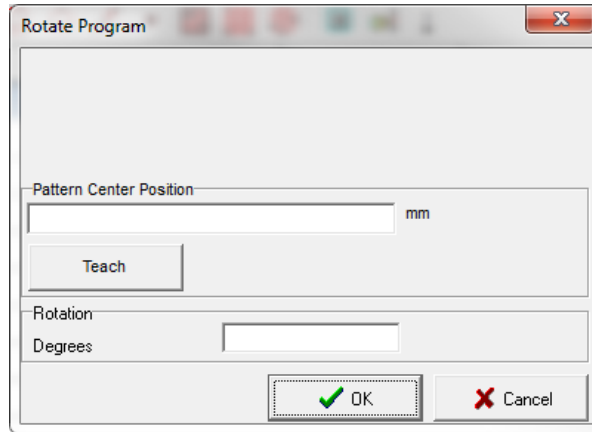 Rotate Program
Pattern Center Position
mm
Teach
Rotation
Degrees
OK
Cancel